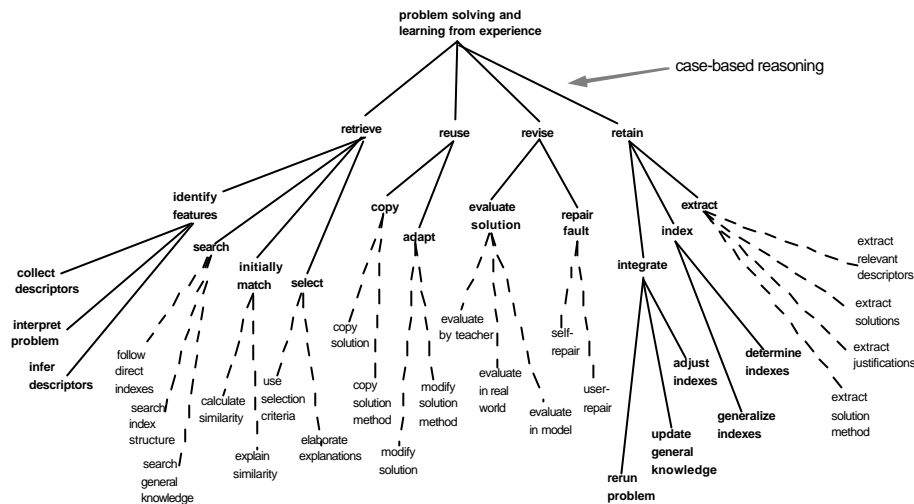 problem solving and
learning from experience
case-based reasoning
retrieve
reuse
revise
retain
identify
features
search
initially
match
select
copy
adapt
evaluate
solution
repair
fault
integrate
index
extract
collect
descriptors
interpret
problem
infer descriptors
follow
direct
indexes
search
index
structure
search
general
knowledge
calculate
similarity
explain
similarity
use
selection
criteria
elaborate
explanations
copy
solution
copy
solution
method
modify
solution
modify
solution
method
evaluate
by teacher
evaluate
in real
world
evaluate
in model
self-
repair
user-
repair
rerun
problem
update
general
knowledge
adjust
indexes
generalize
indexes
determine
indexes
extract
relevant
descriptors
extract
solutions
extract
justifications
extract
solution
method